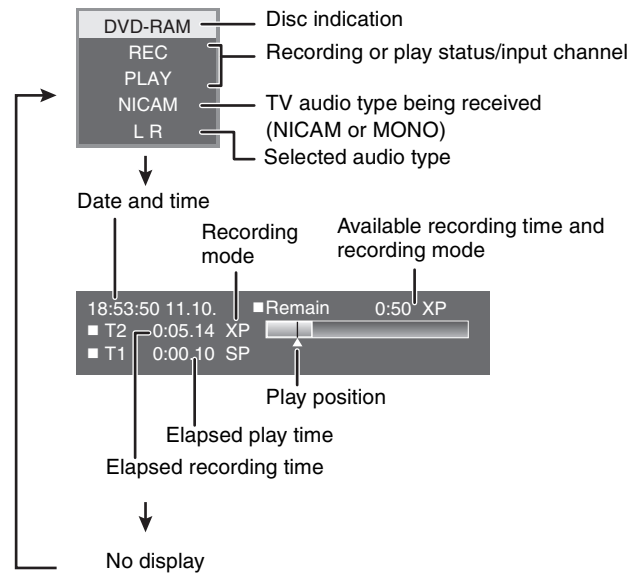 DVD-RAM
Disc indication
REC
PLAY
Recording or play status/input channel
NICAM
TV audio type being received
(NICAM or MONO)
L R
Selected audio type
Date and time
Recording
mode
Available recording time and
recording mode
18:53:50 11.10. ■Remain 0:50 XP
■ T2 0:05.14 XP
■ T1 0:00.10 SP
Play position
Elapsed play time
Elapsed recording time
No display